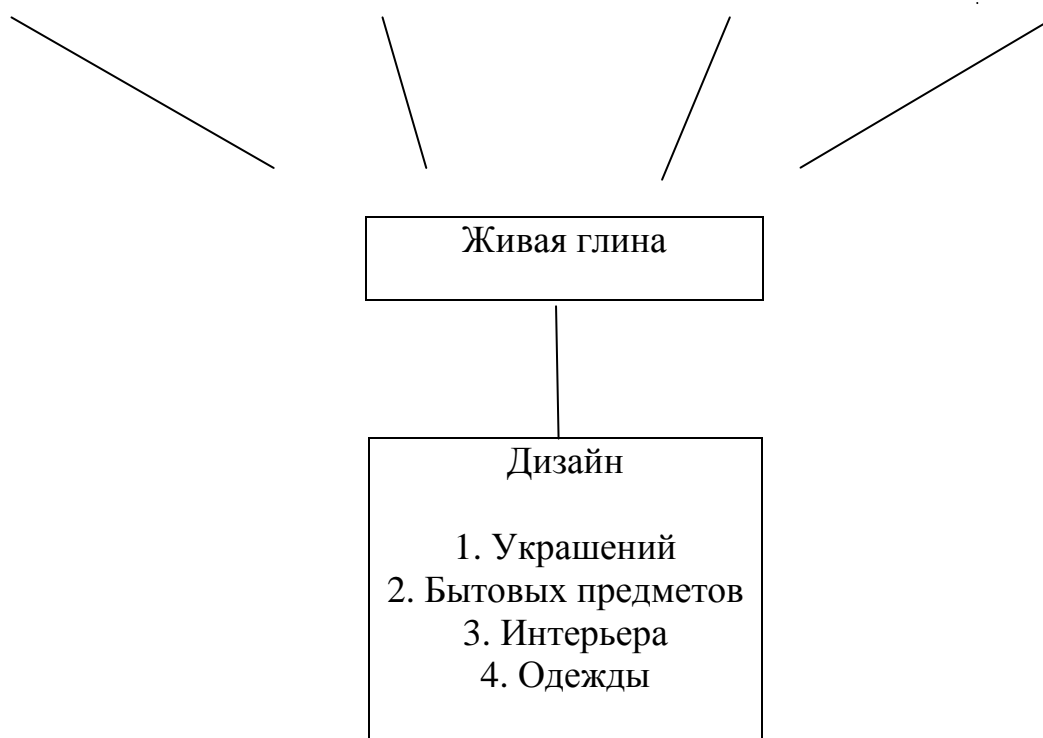 Живая глина
Дизайн
1. Украшений
2. Бытовых предметов
3. Интерьера
4. Одежды